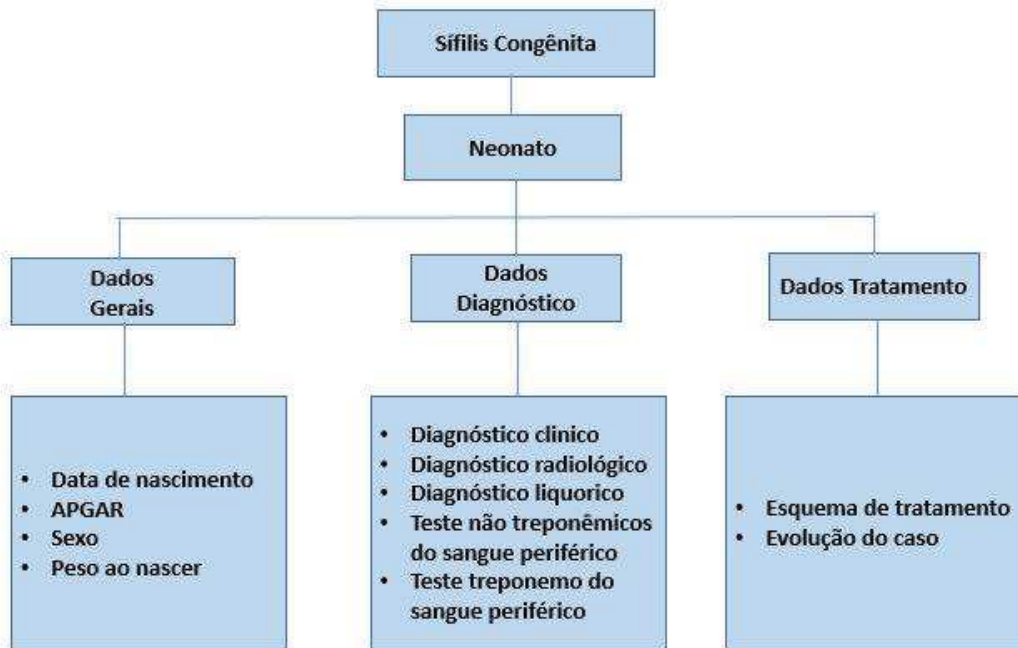 Sífilis Congênita
Neonato
Dados
Gerais
Dados
Diagnóstico
Dados Tratamento
• Data de nascimento
• APGAR
• Sexo
• Peso ao nascer
• Diagnóstico clinico
• Diagnóstico radiológico
• Diagnóstico liquorico
• Teste não treponêmicos
do sangue periférico
• Teste treponemo do
sangue periférico
• Esquema de tratamento
• Evolução do caso